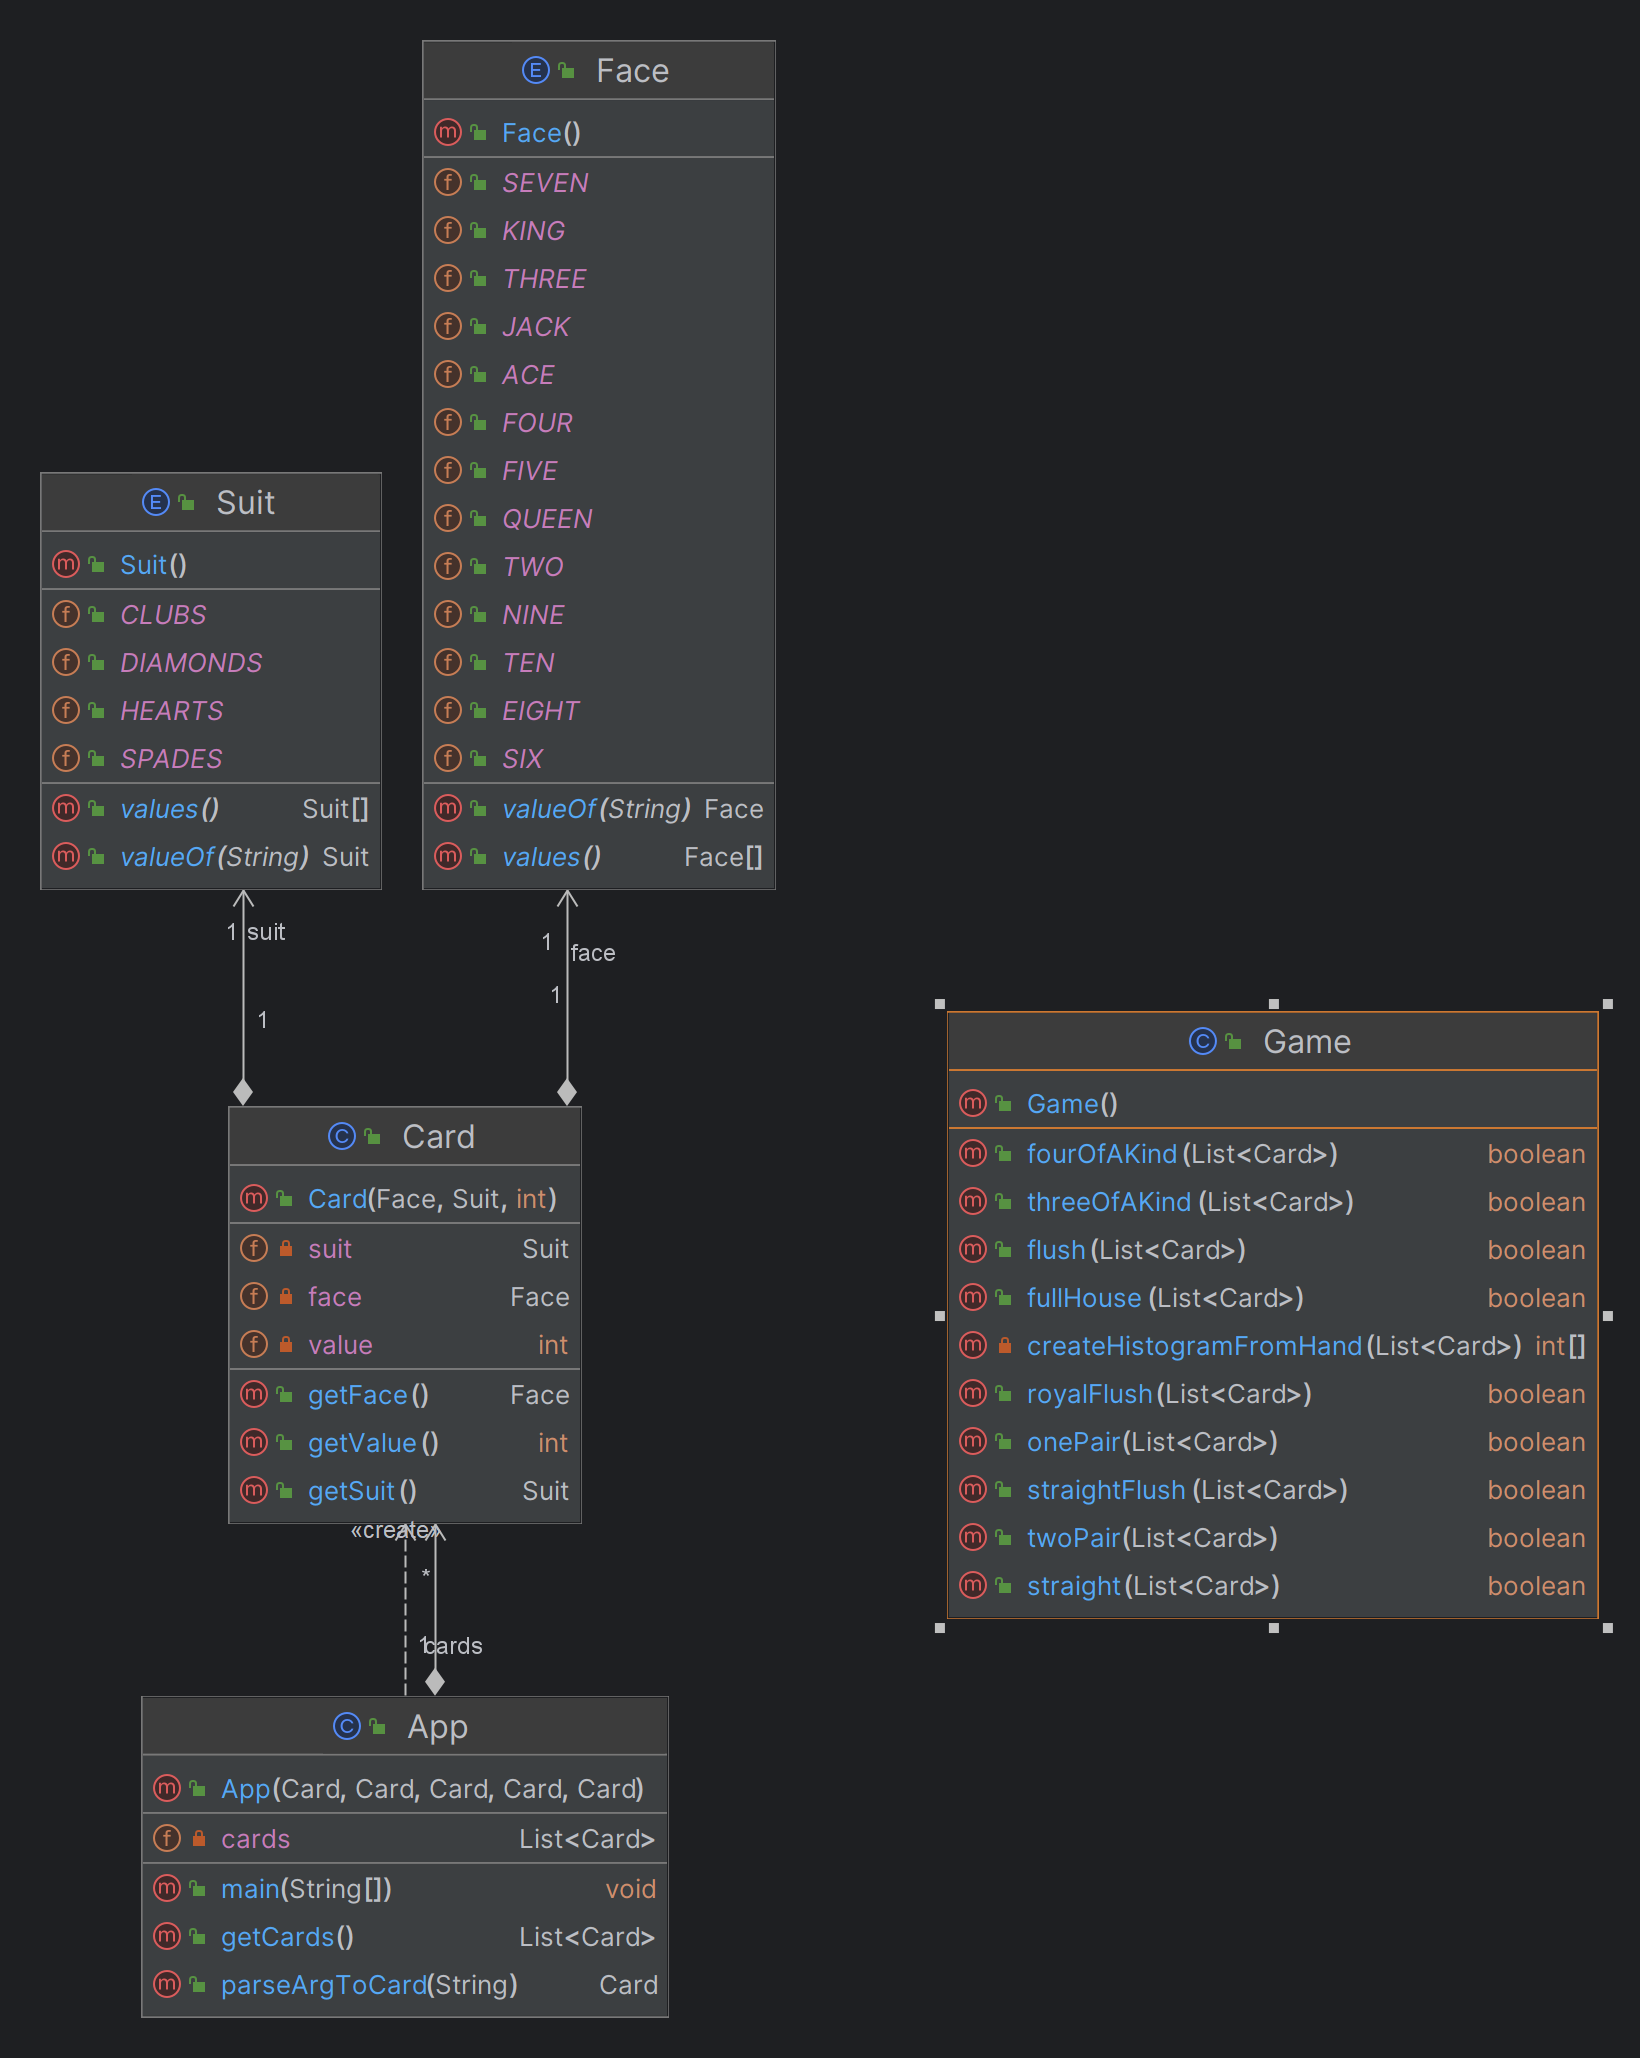 Face
Face()
SEVEN
KING
THREE
JACK
ACE
FOUR
FIVE
QUEEN
TWO
NINE
TEN
EIGHT
SIX
valueOf(String) Face
values() Face[]
Suit
Suit()
CLUBS
DIAMONDS
HEARTS
SPADES
values() Suit[]
valueOf(String) Suit
1 suit
1
1
face
1
Card
Card(Face, Suit, int)
suit Suit
face Face
value int
getFace() Face
getValue() int
getSuit() Suit
«create»
*
1
cards
App
App(Card, Card, Card, Card, Card)
cards List<Card>
main(String[]) void
getCards() List<Card>
parseArgToCard(String) Card
Game
Game()
fourOfAKind(List<Card>) boolean
threeOfAKind(List<Card>) boolean
flush(List<Card>) boolean
fullHouse(List<Card>) boolean
createHistogramFromHand(List<Card>) int[]
royalFlush(List<Card>) boolean
onePair(List<Card>) boolean
straightFlush(List<Card>) boolean
twoPair(List<Card>) boolean
straight(List<Card>) boolean